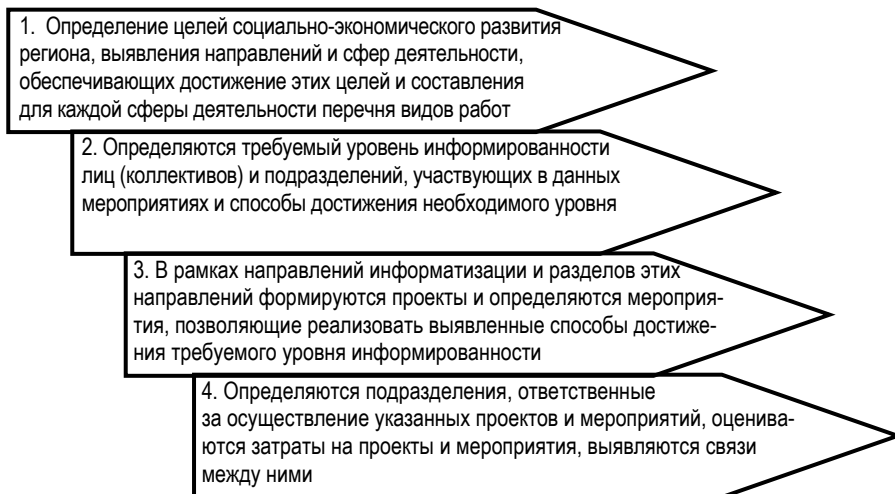 1. Определение целей социально-экономического развития
региона, выявления направлений и сфер деятельности,
обеспечивающих достижение этих целей и составления
для каждой сферы деятельности перечня видов работ
2. Определяются требуемый уровень информированности
лиц (коллективов) и подразделений, участвующих в данных
мероприятиях и способы достижения необходимого уровня
3. В рамках направлений информатизации и разделов этих
направлений формируются проекты и определяются мероприя-
тия, позволяющие реализовать выявленные способы достиже-
ния требуемого уровня информированности
4. Определяются подразделения, ответственные
за осуществление указанных проектов и мероприятий, оценива-
ются затраты на проекты и мероприятия, выявляются связи
между ними